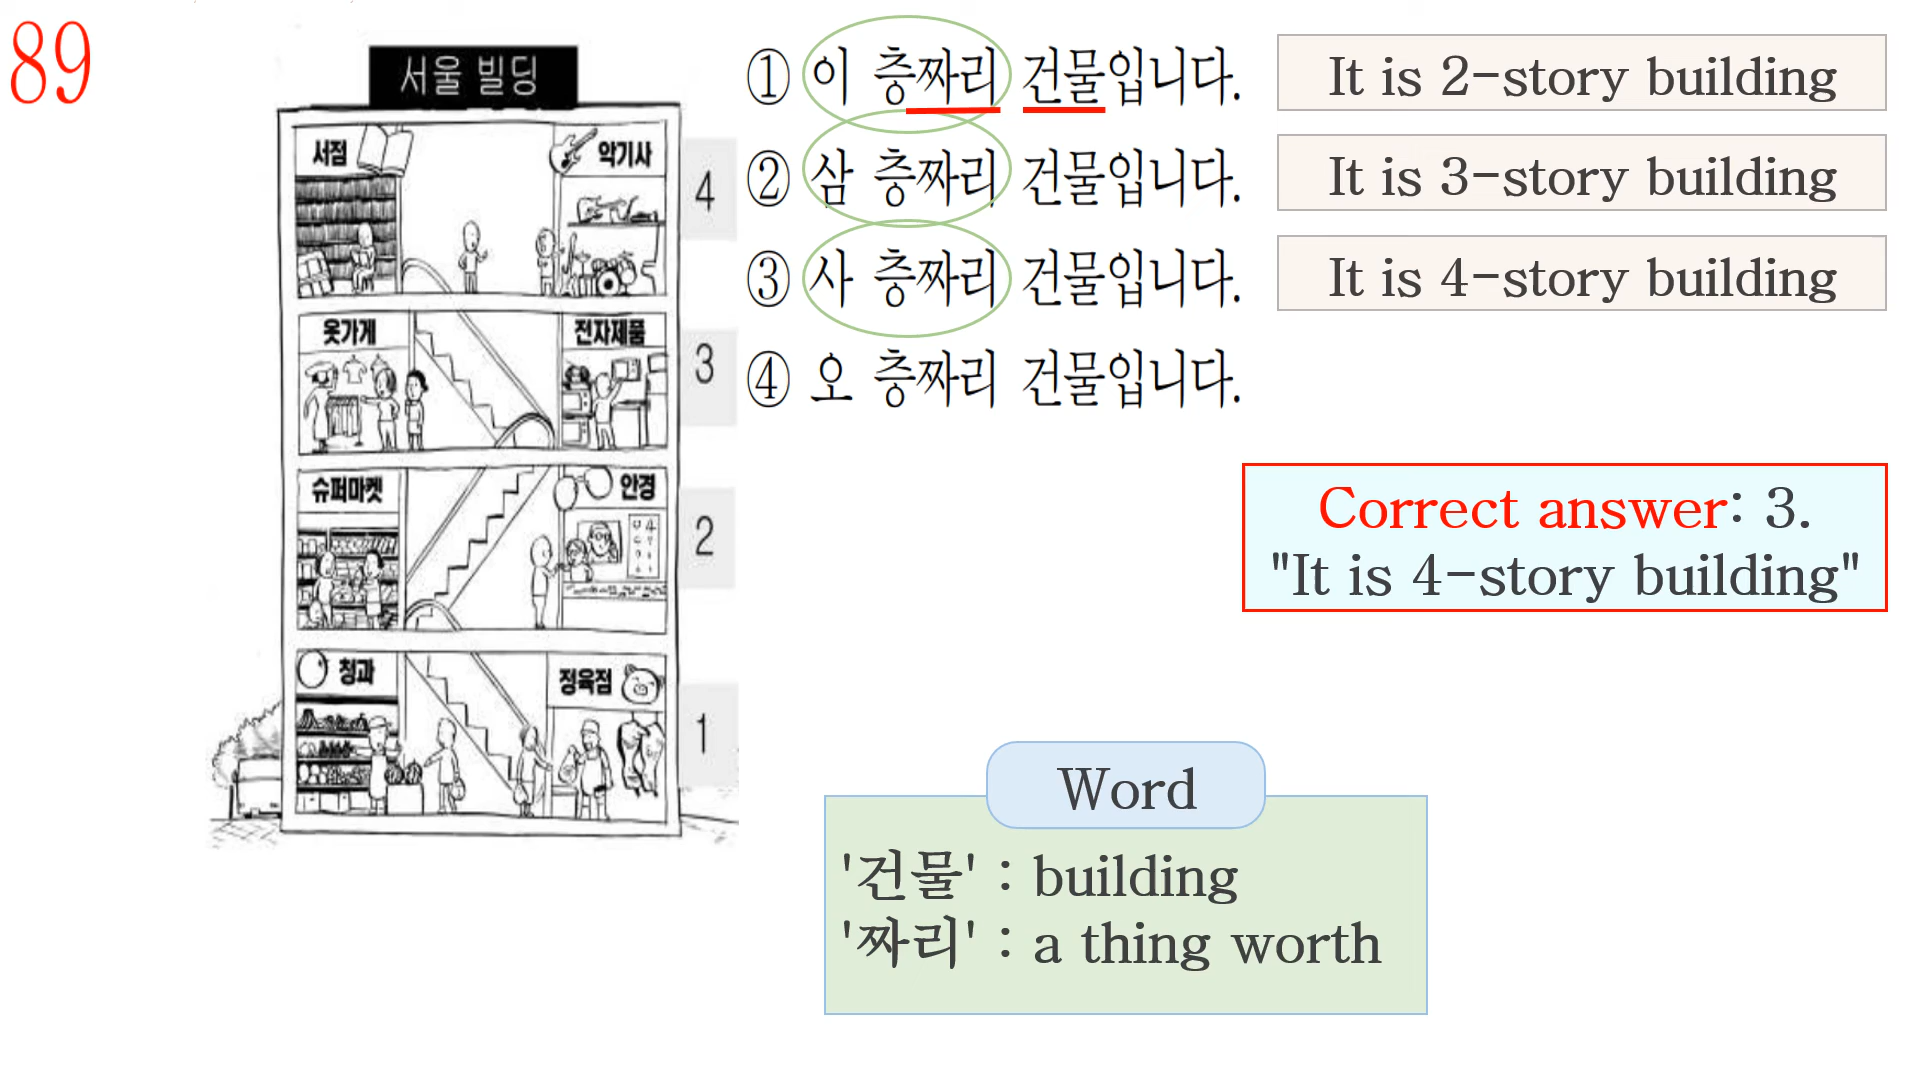 89
서울 빌딩
서점
악기사
4
옷가게
전자제품
3
슈퍼마켓
안경
2
청과
정육점
1
① 이 층짜리 건물입니다.
It is 2-story building
② 삼 층짜리 건물입니다.
It is 3-story building
③ 사 층짜리 건물입니다.
It is 4-story building
④ 오 층짜리 건물입니다.
Correct answer: 3.
"It is 4-story building"
Word
'건물' : building
'짜리' : a thing worth